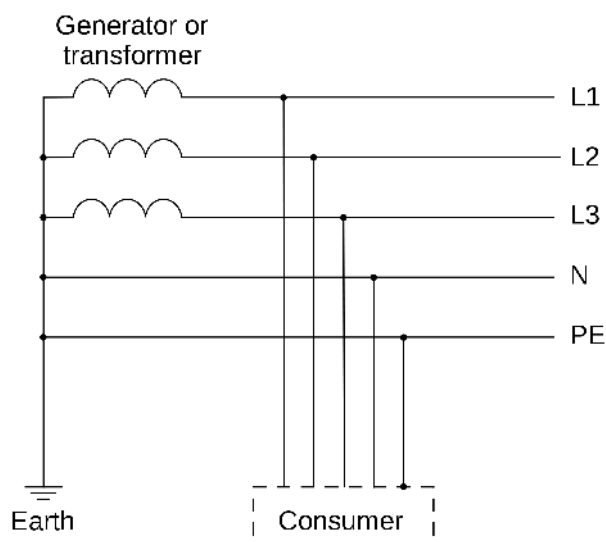 Generator or
transformer
L1
L2
L3
N
PE
Earth
Consumer